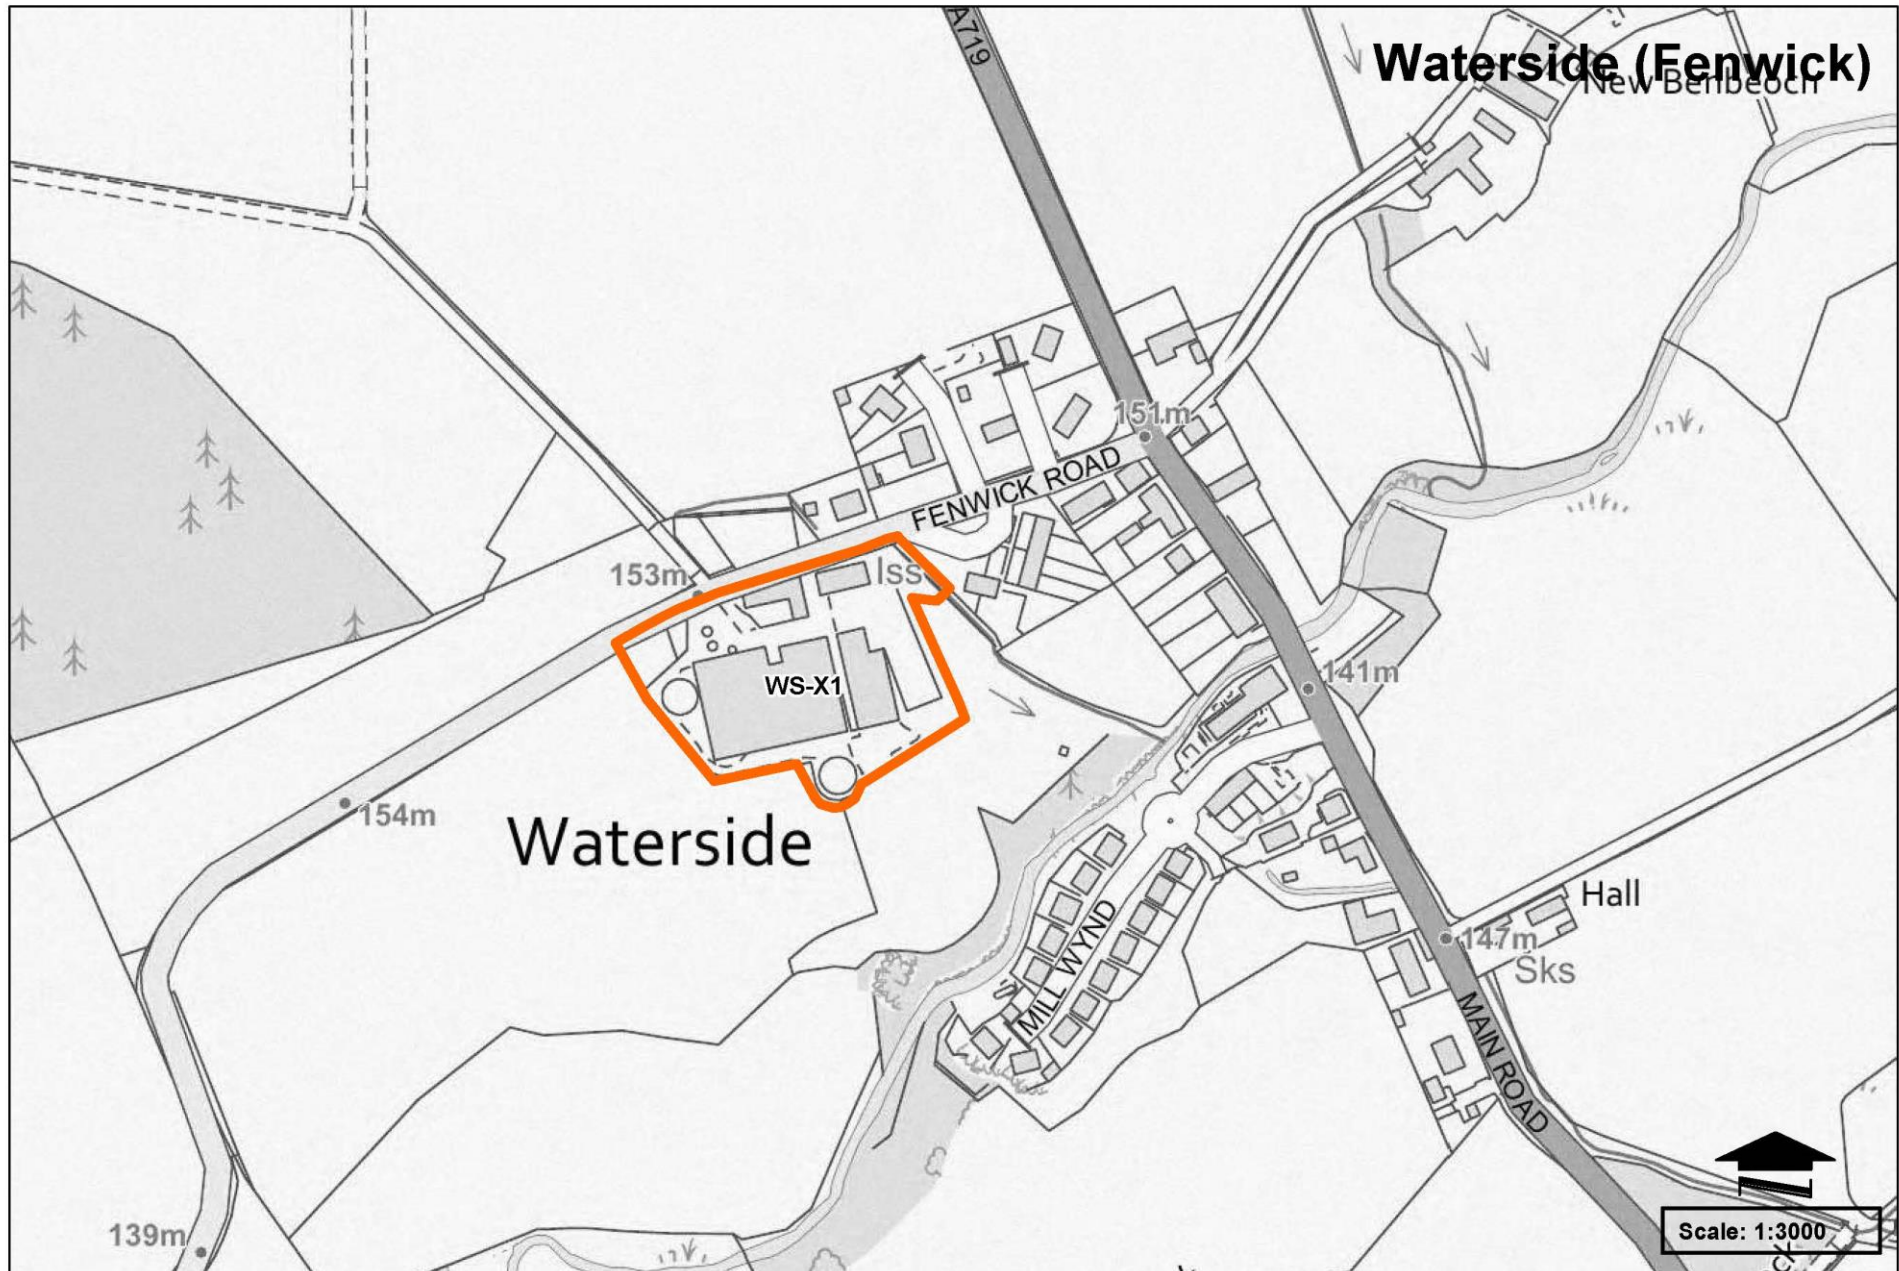 A719
Waterside (Fenwick)
New Benbeoch
151m
FENWICK ROAD
153m
Iss
WS-X1
141m
154m
Waterside
Hall
147m
Sks
MILL WYND
MAIN ROAD
139m
Scale: 1:3000